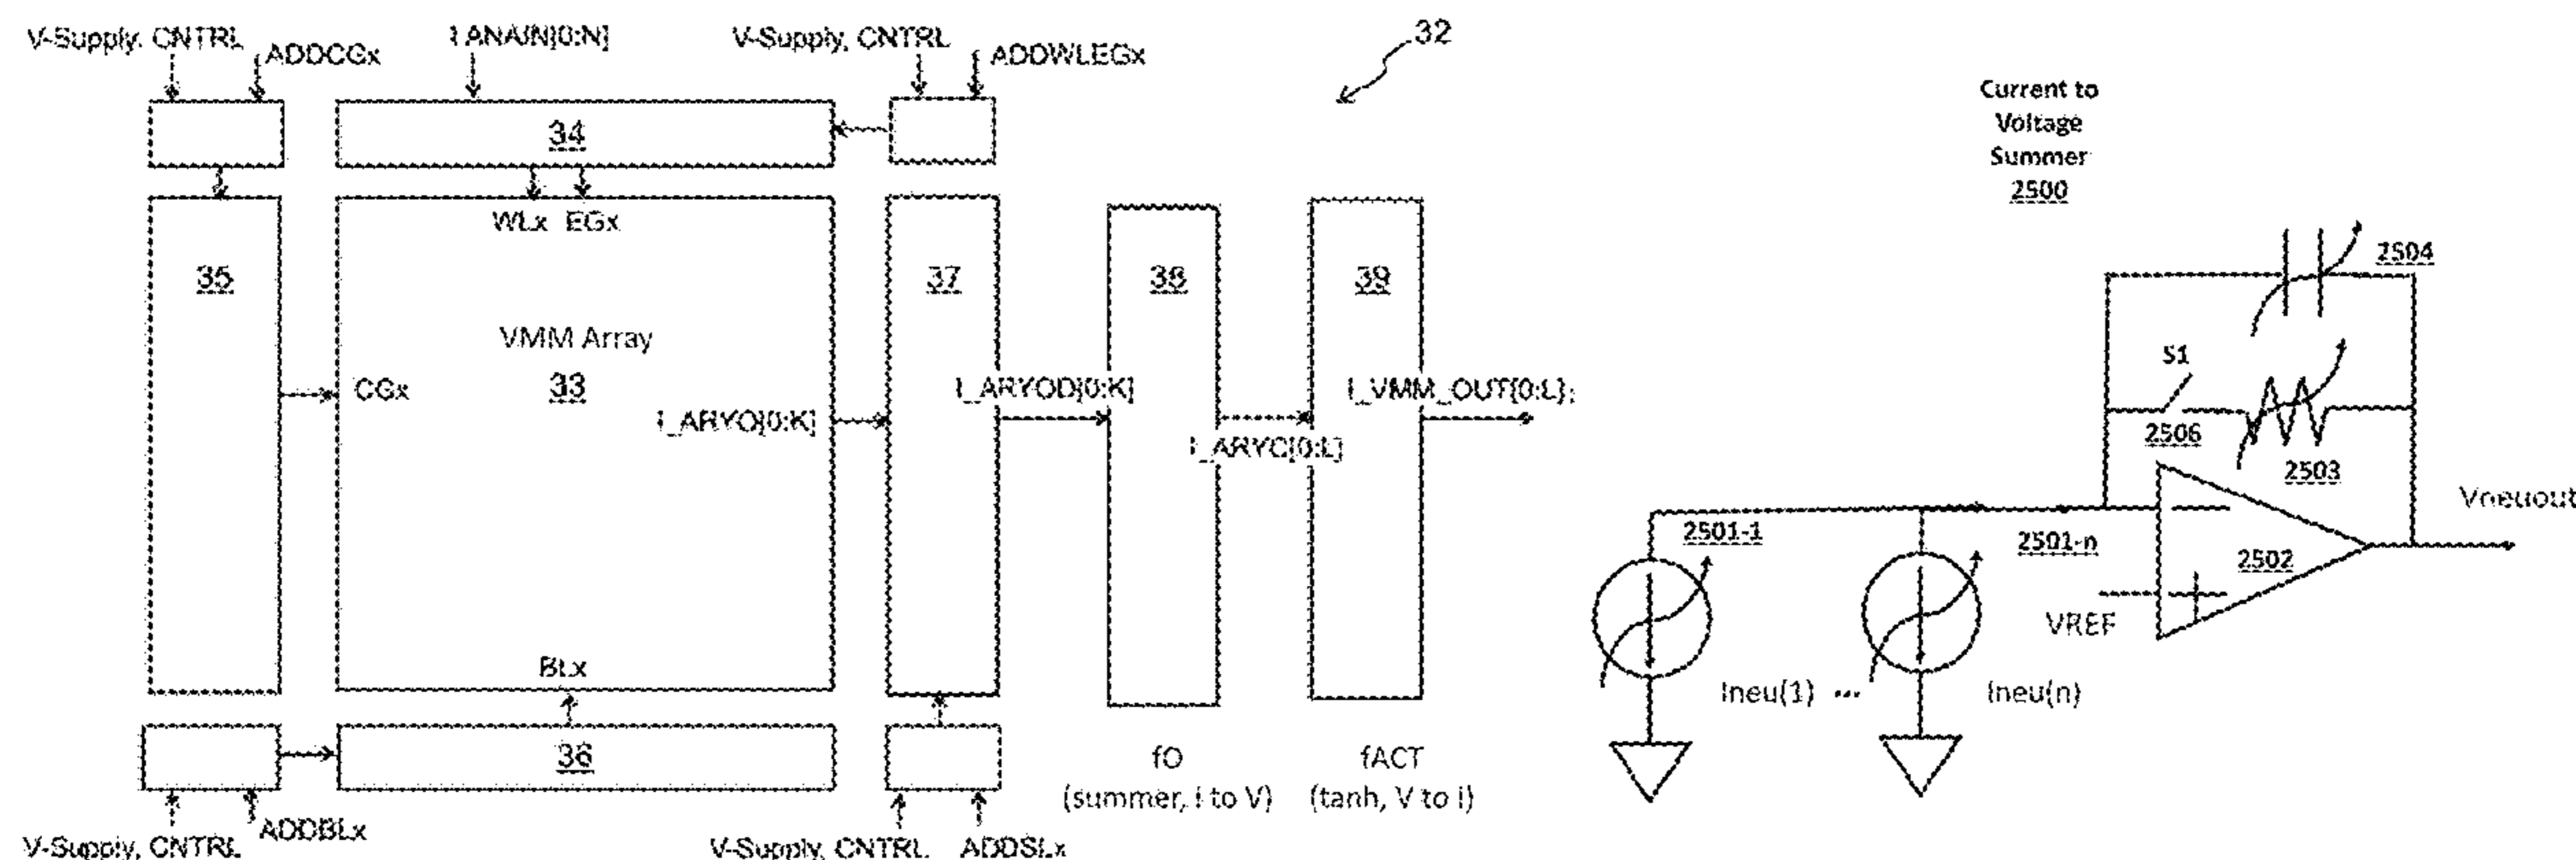 V-Supply, CNTRL
ADDCGx
I_ANAIN[0:N]
V-Supply, CNTRL
ADDWLEGx
32
34
WLx EGx
35
VMM Array
33
CGx
I_ARYO[0:K]
37
I_ARYOD[0:K]
38
I_ARYC[0:L]
39
I_VMM_OUT{0:L};
BLx
36
fO
(summer, I to V)
fACT
(tanh, V to I)
V-Supply, CNTRL
ADDBLx
V-Supply, CNTRL
ADDSLx
Current to
Voltage
Summer
2500
2504
S1
2506
2503
2501-1
2501-n
2502
Vneuout
VREF
Ineu(1) ...
Ineu(n)